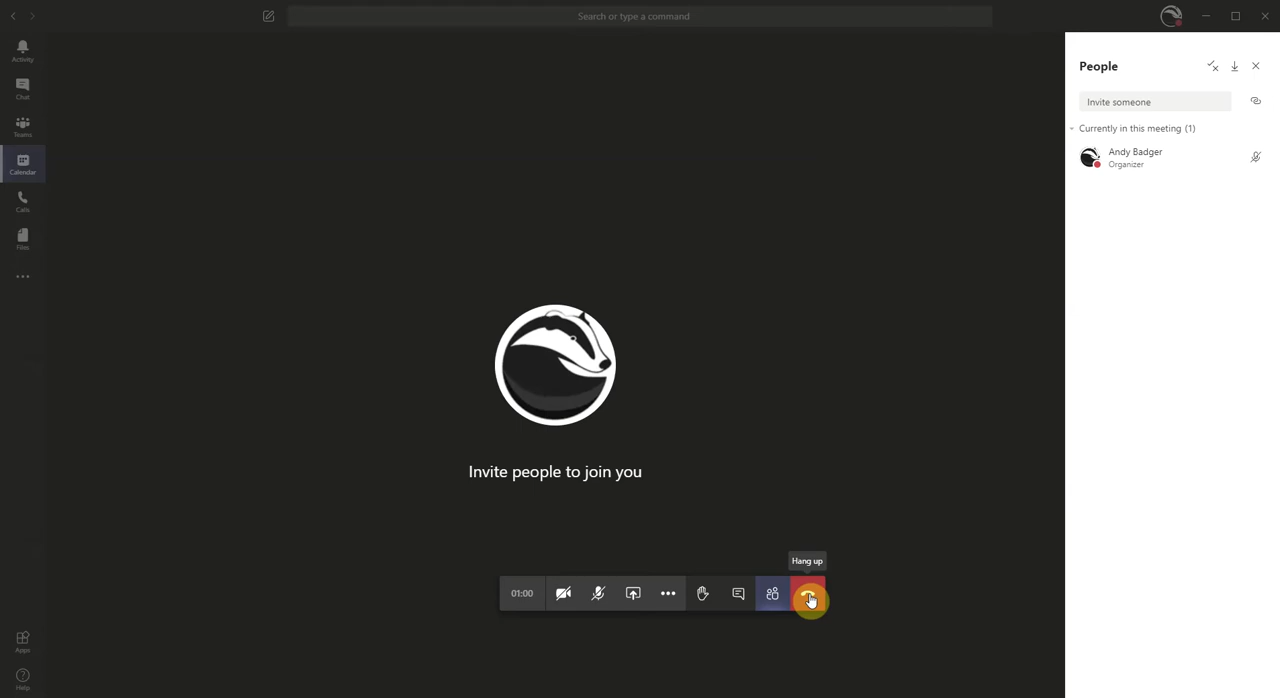 Search or type a command
Activity
Chat
Teams
Calendar
Calls
Files
Apps
Help
Invite people to join you
Hang up
01:00
People
Invite someone
Currently in this meeting (1)
Andy Badger
Organizer